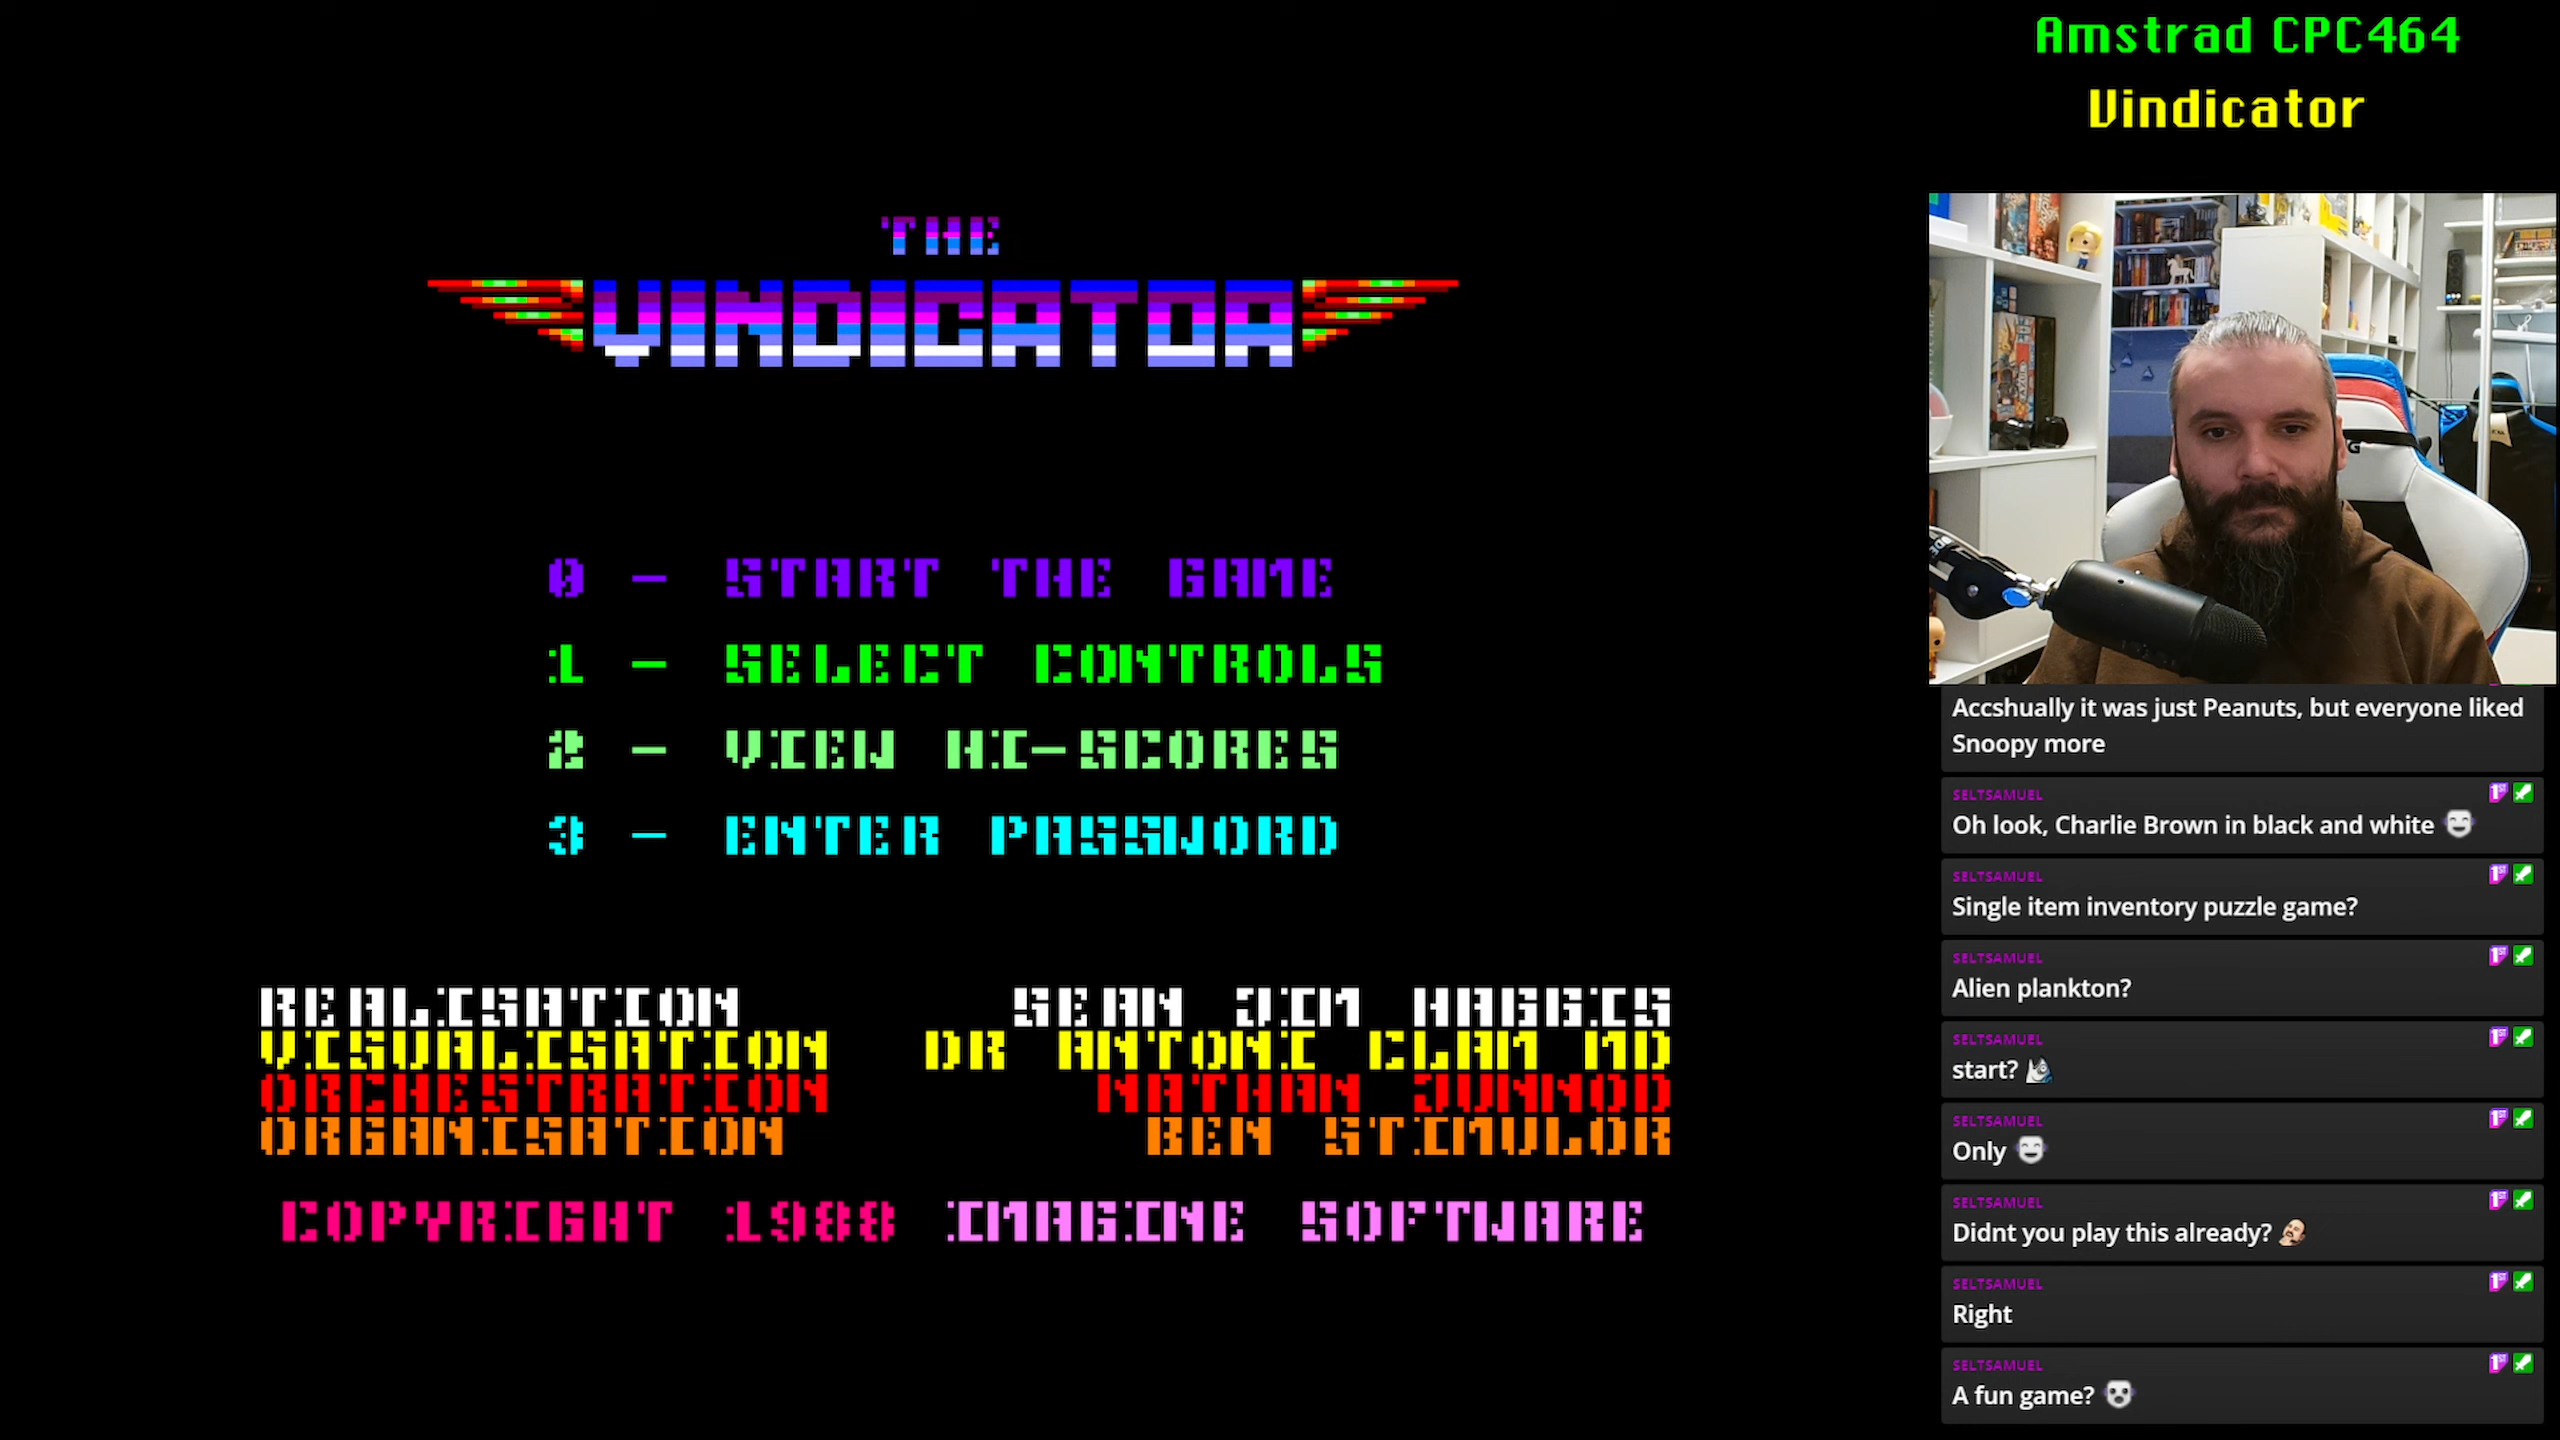 Amstrad CPC464
Vindicator
THE
VINDICATOR
0 - START THE GAME
1 - SELECT CONTROLS
2 - VIEW HI-SCORES
3 - ENTER PASSWORD
REALISATION SEAN JIM HAGGIS
VISUALISATION DR ANTONI CLAM MD
ORCHESTRATION NATHAN JUNNOD
ORGANISATION BEN STIMULOR
COPYRIGHT 1988 IMAGINE SOFTWARE
Accshually it was just Peanuts, but everyone liked
Snoopy more
SELTSAMUEL
Oh look, Charlie Brown in black and white
SELTSAMUEL
Single item inventory puzzle game?
SELTSAMUEL
Alien plankton?
SELTSAMUEL
start?
SELTSAMUEL
Only
SELTSAMUEL
Didnt you play this already?
SELTSAMUEL
Right
SELTSAMUEL
A fun game?